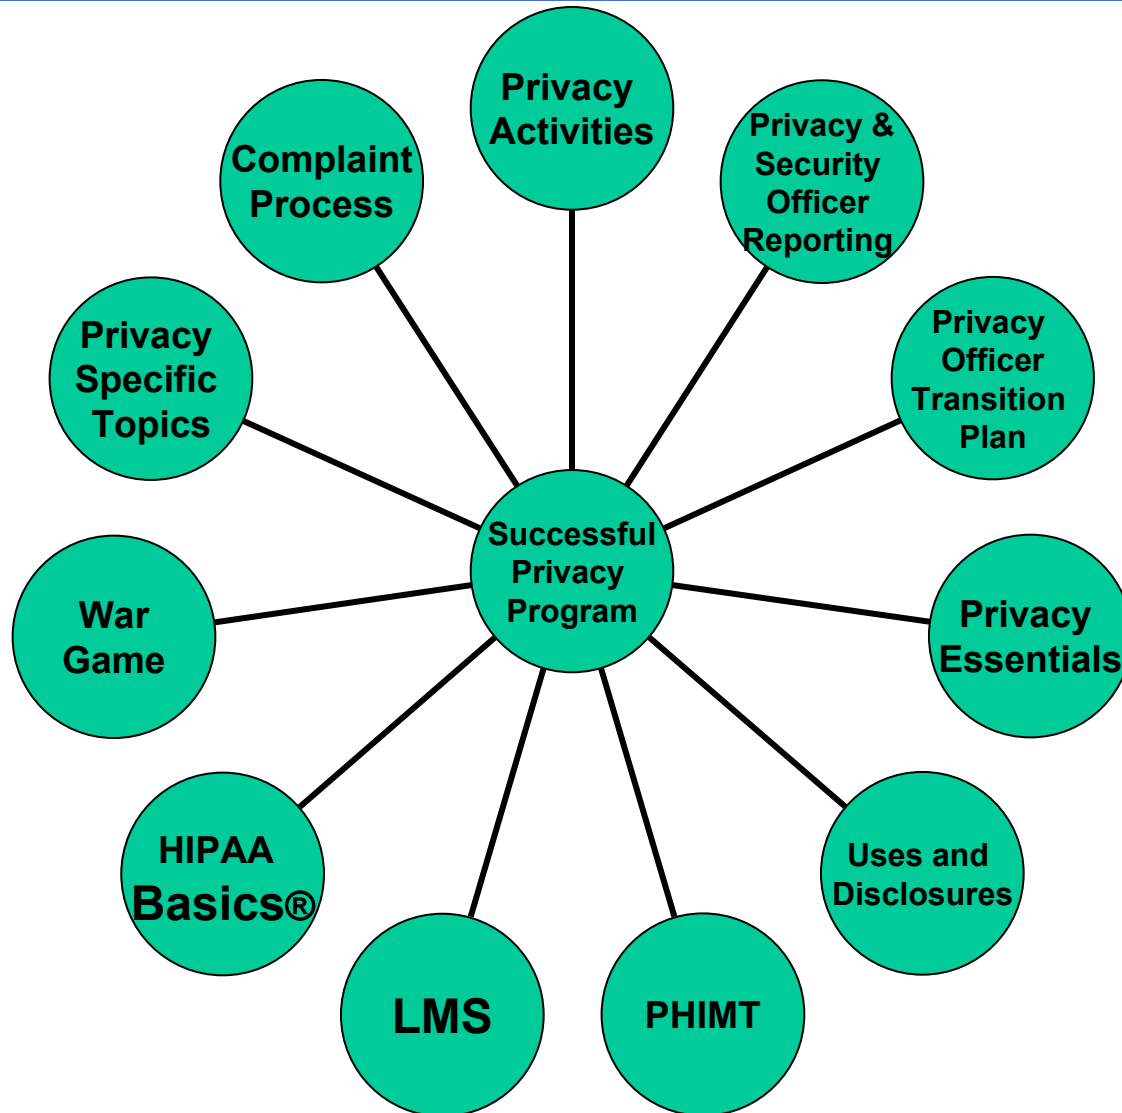 Privacy
Activities
Privacy &
Security
Officer
Reporting
Privacy
Officer
Transition
Plan
Privacy
Essentials
Uses and
Disclosures
PHIMT
LMS
HIPAA
Basics®
War
Game
Privacy
Specific
Topics
Complaint
Process
Successful
Privacy
Program